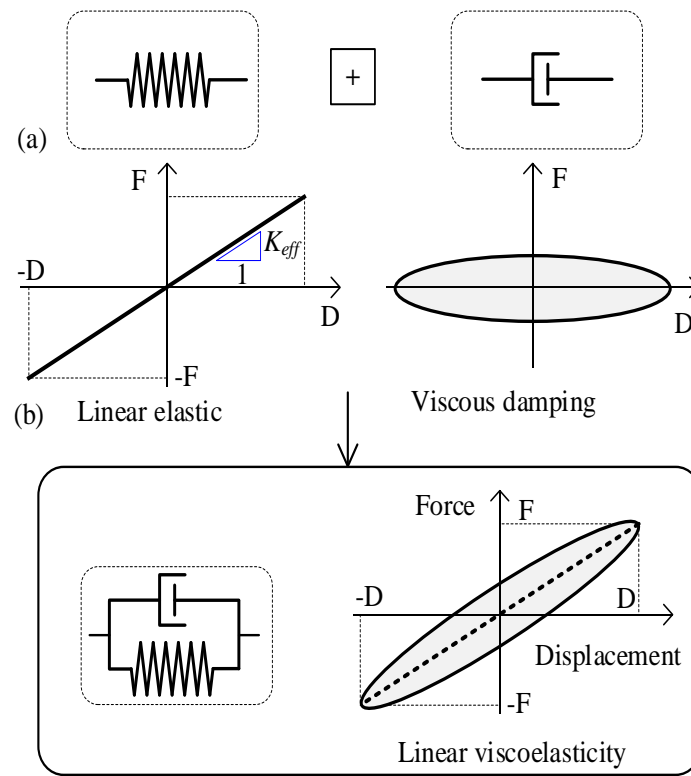 +
(a)
F
F
-D
K_eff
1
D
D
-F
(b)
Linear elastic
Viscous damping
Force
F
-D
D
Displacement
-F
Linear viscoelasticity